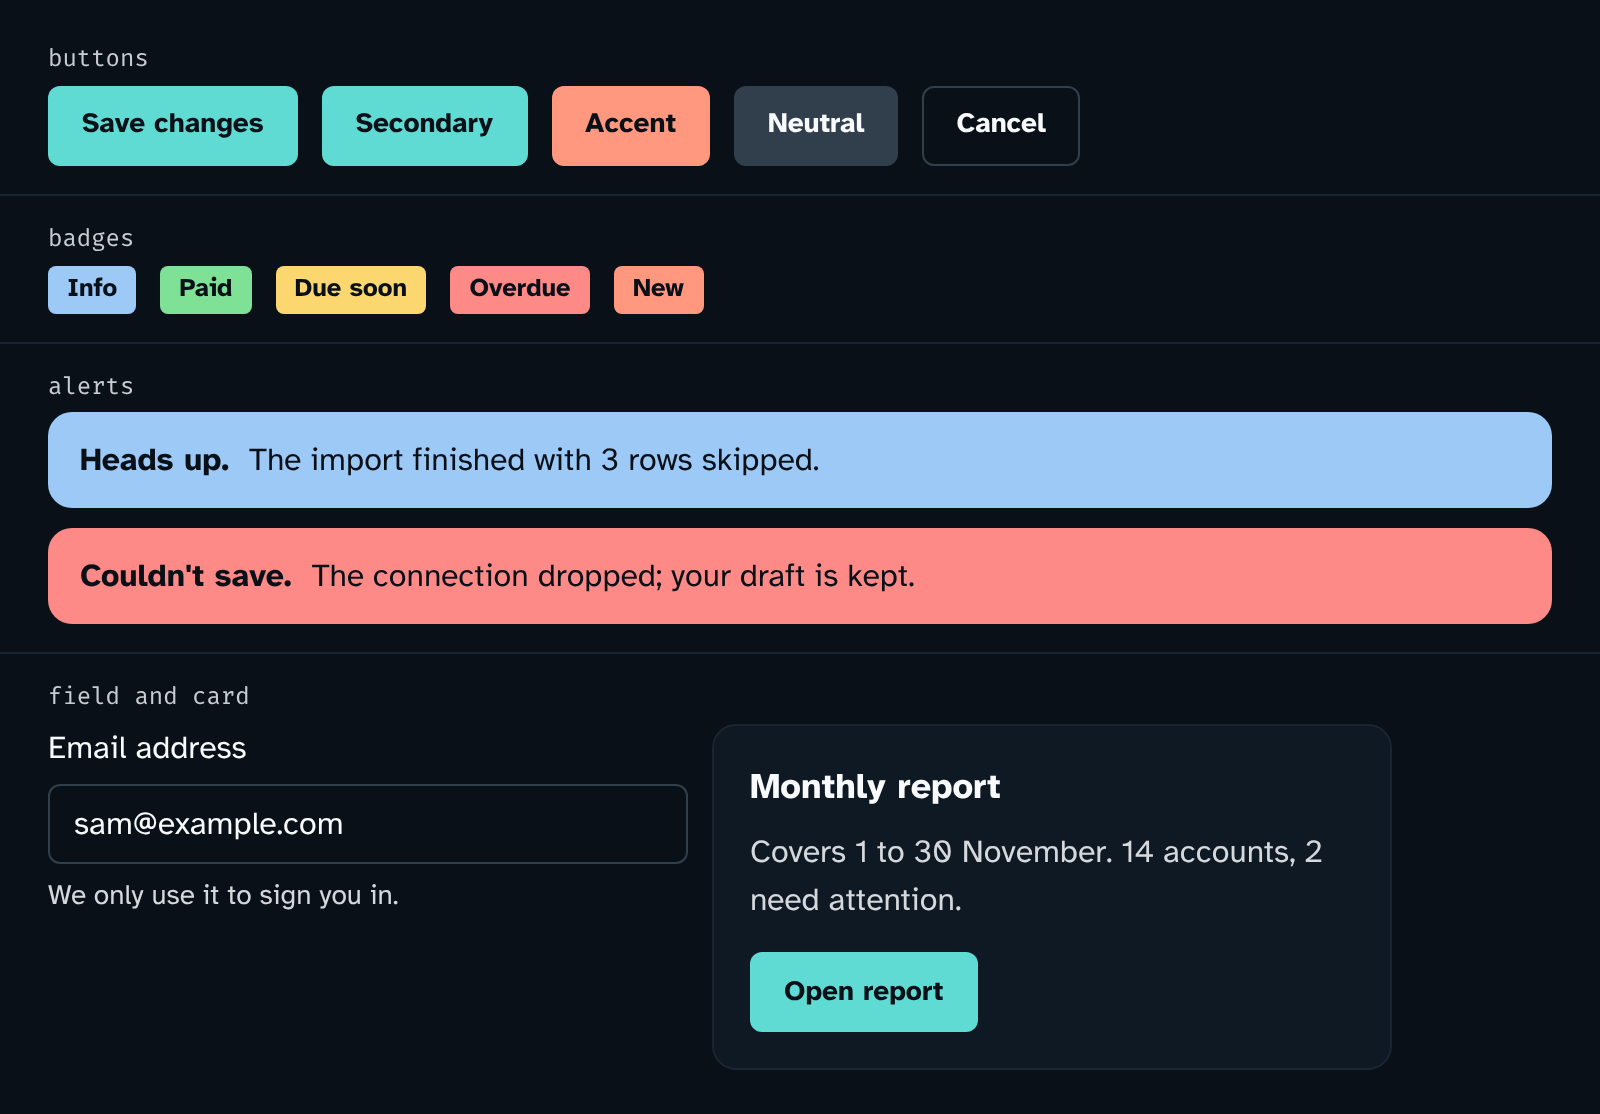 buttons
Save changes Secondary Accent Neutral Cancel
badges
Info Paid Due soon Overdue New
alerts
Heads up. The import finished with 3 rows skipped.
Couldn't save. The connection dropped; your draft is kept.
field and card
Email address
sam@example.com
We only use it to sign you in.
Monthly report
Covers 1 to 30 November. 14 accounts, 2
need attention.
Open report